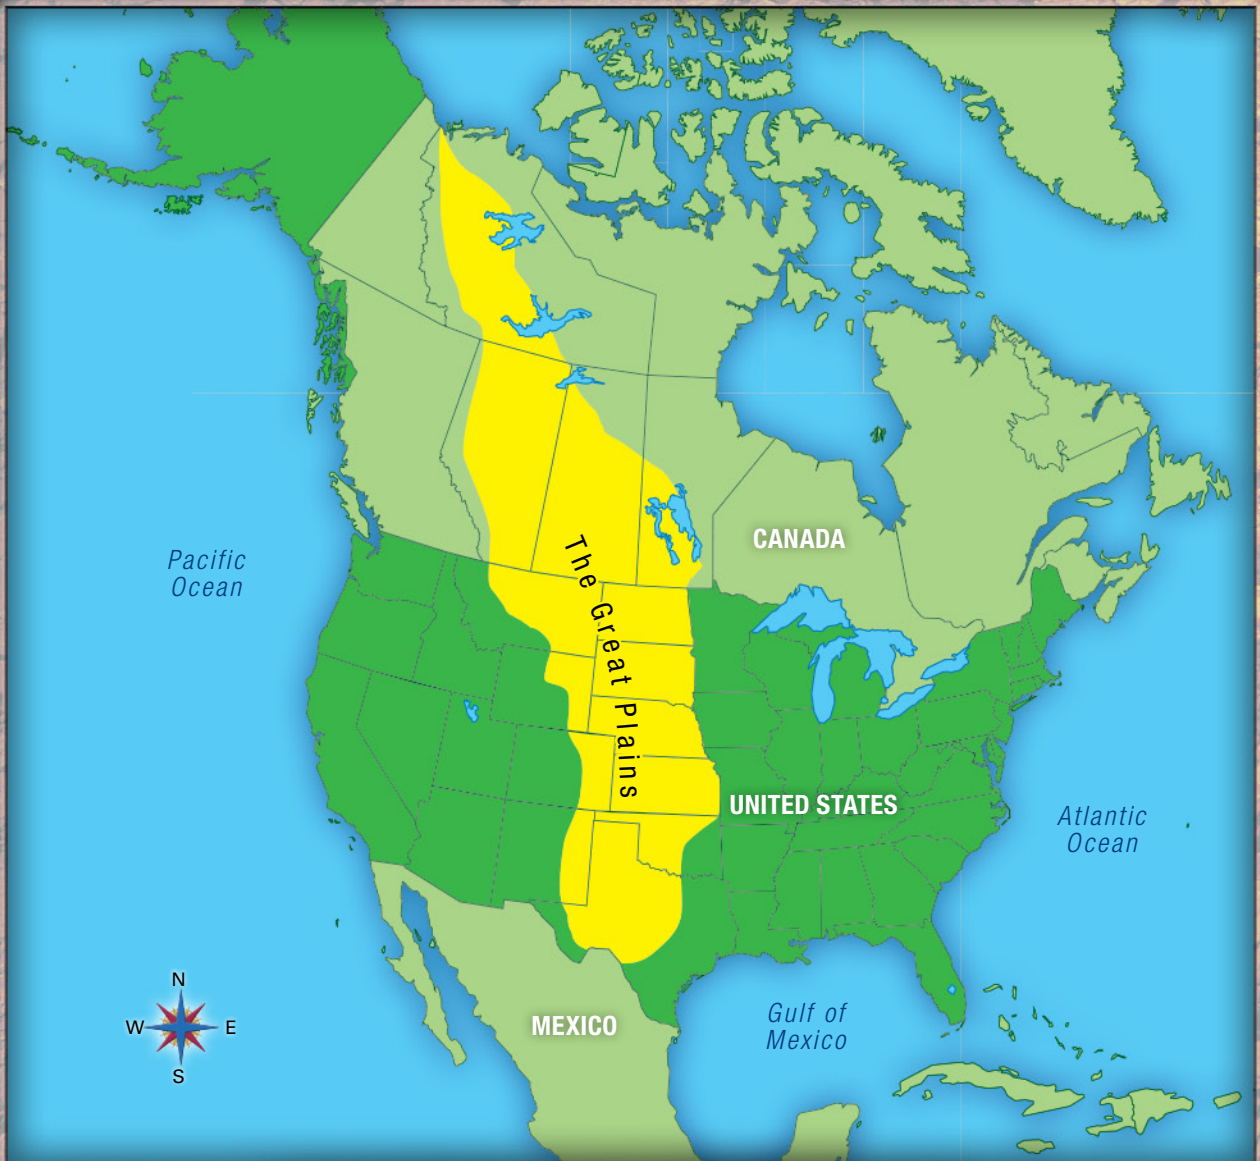 CANADA
Pacific
Ocean
The Great Plains
UNITED STATES
Atlantic
Ocean
N
W
E
S
MEXICO
Gulf of
Mexico